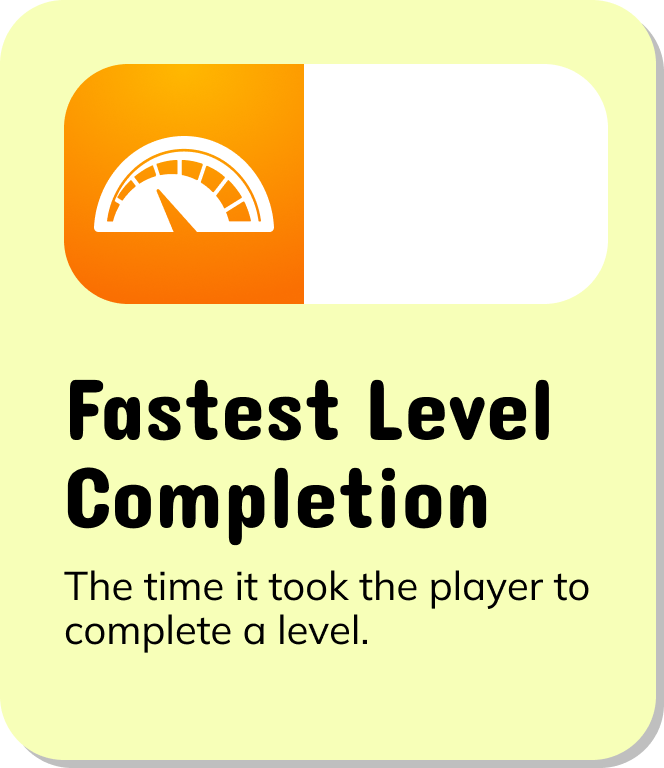 Fastest Level
Completion
The time it took the player to
complete a level.